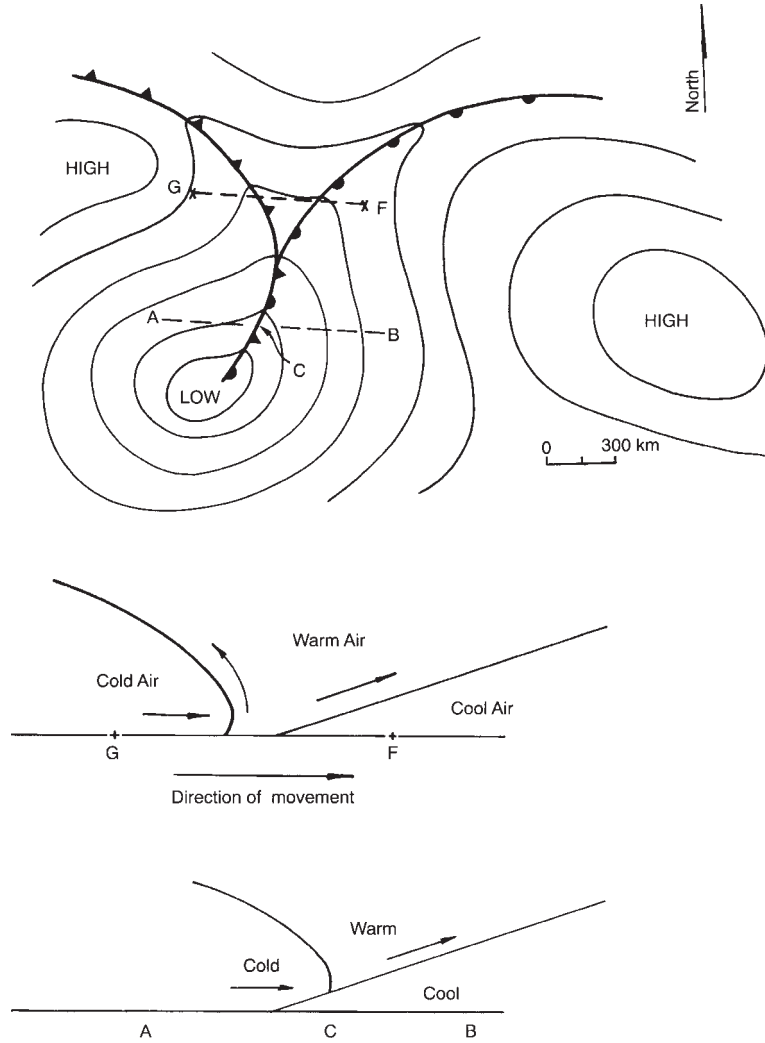 North
HIGH
G
F
A
B
C
HIGH
LOW
0 300 km
Warm Air
Cold Air
Cool Air
G F
Direction of movement
Warm
Cold
Cool
A C B